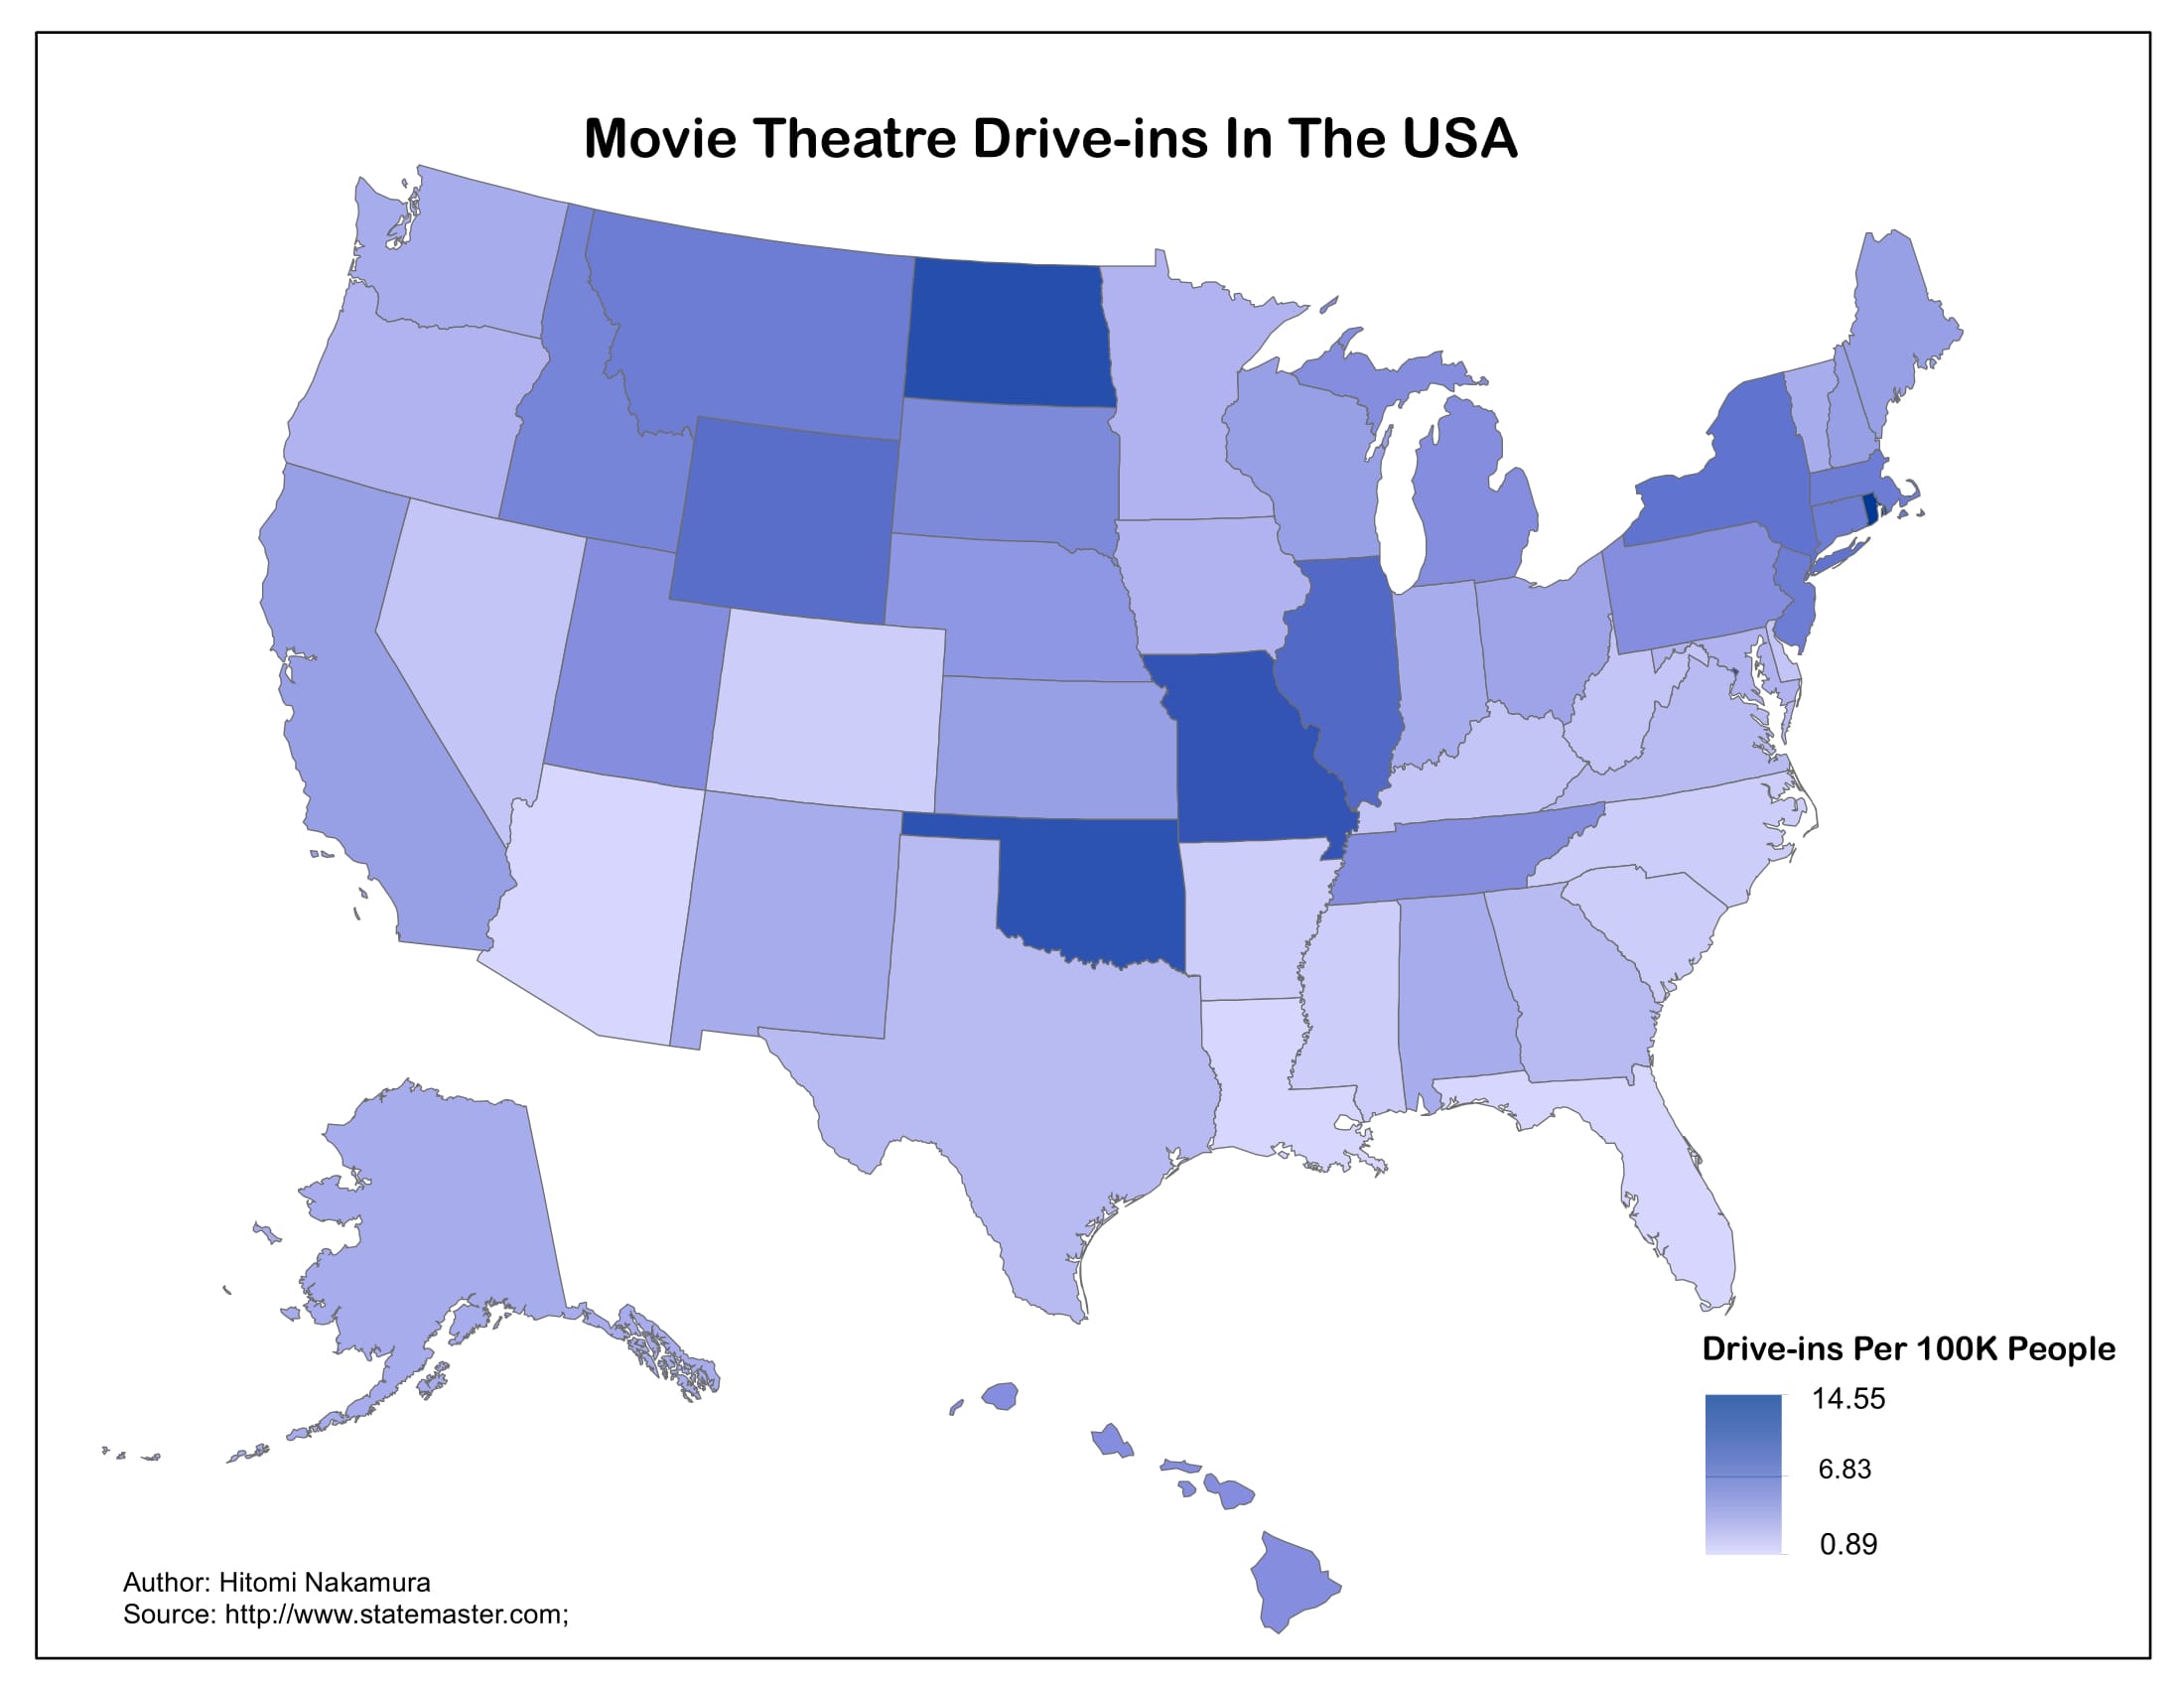 Movie Theatre Drive-ins In The USA
Drive-ins Per 100K People
14.55
6.83
0.89
Author: Hitomi Nakamura
Source: http://www.statemaster.com;